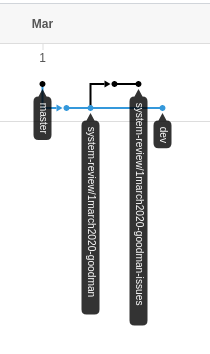 Mar
1
master
system-review/1march2020-goodman
system-review/1march2020-goodman-issues
dev